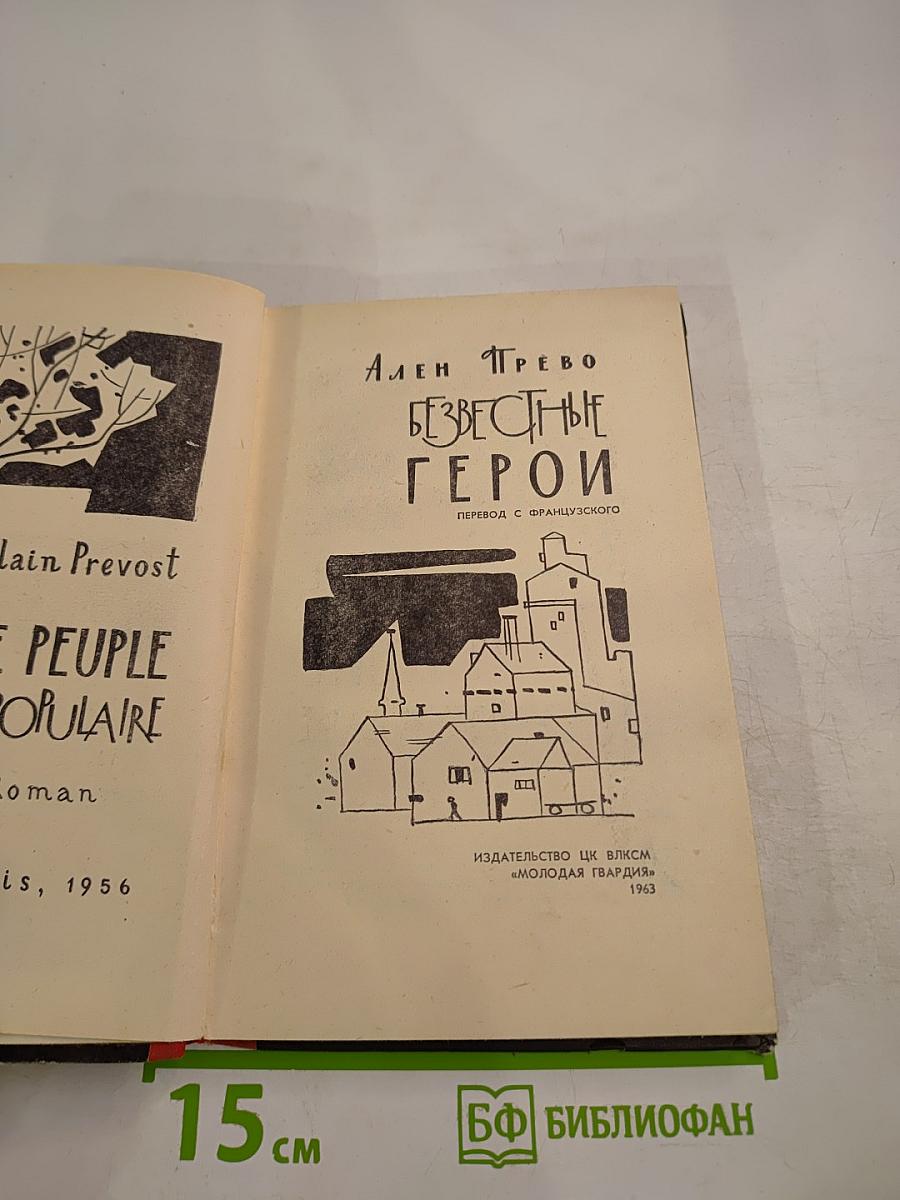 lain Prevost
E PEUPLE
POPULAIRE
Roman
is, 1956
Ален Прево
БЕЗВЕСТНЫЕ
ГЕРОИ
ПЕРЕВОД С ФРАНЦУЗСКОГО
ИЗДАТЕЛЬСТВО ЦК ВЛКСМ
«МОЛОДАЯ ГВАРДИЯ»
1963
15 см
БФ БИБЛИОФАН